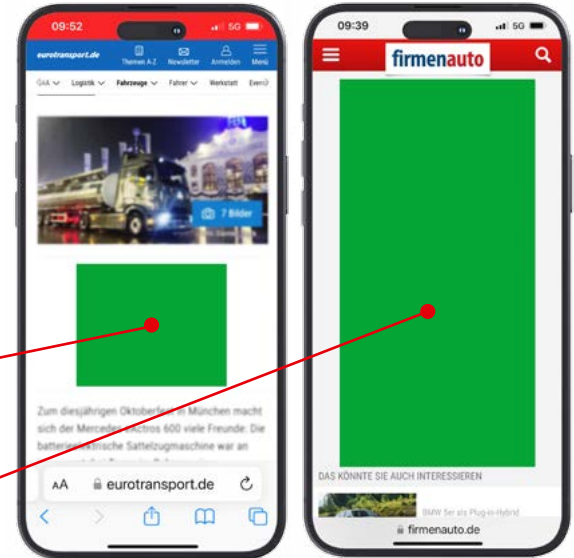 09:52
5G
eurotransport.de
Themen A-Z
Newsletter
Anmelden
Menü
Logistik
Fahrzeuge
Fahrer
Werkstatt
7 Bilder
Zum diesjährigen Oktoberfest in München macht
sich der Mercedes eActros 600 viele Freunde: Die
batterieelektrische Sattelzugmaschine war an
AA
eurotransport.de
09:39
5G
firmenauto
DAS KÖNNTE SIE AUCH INTERESSIEREN
BMW 5er als Plug-in-Hybrid
firmenauto.de